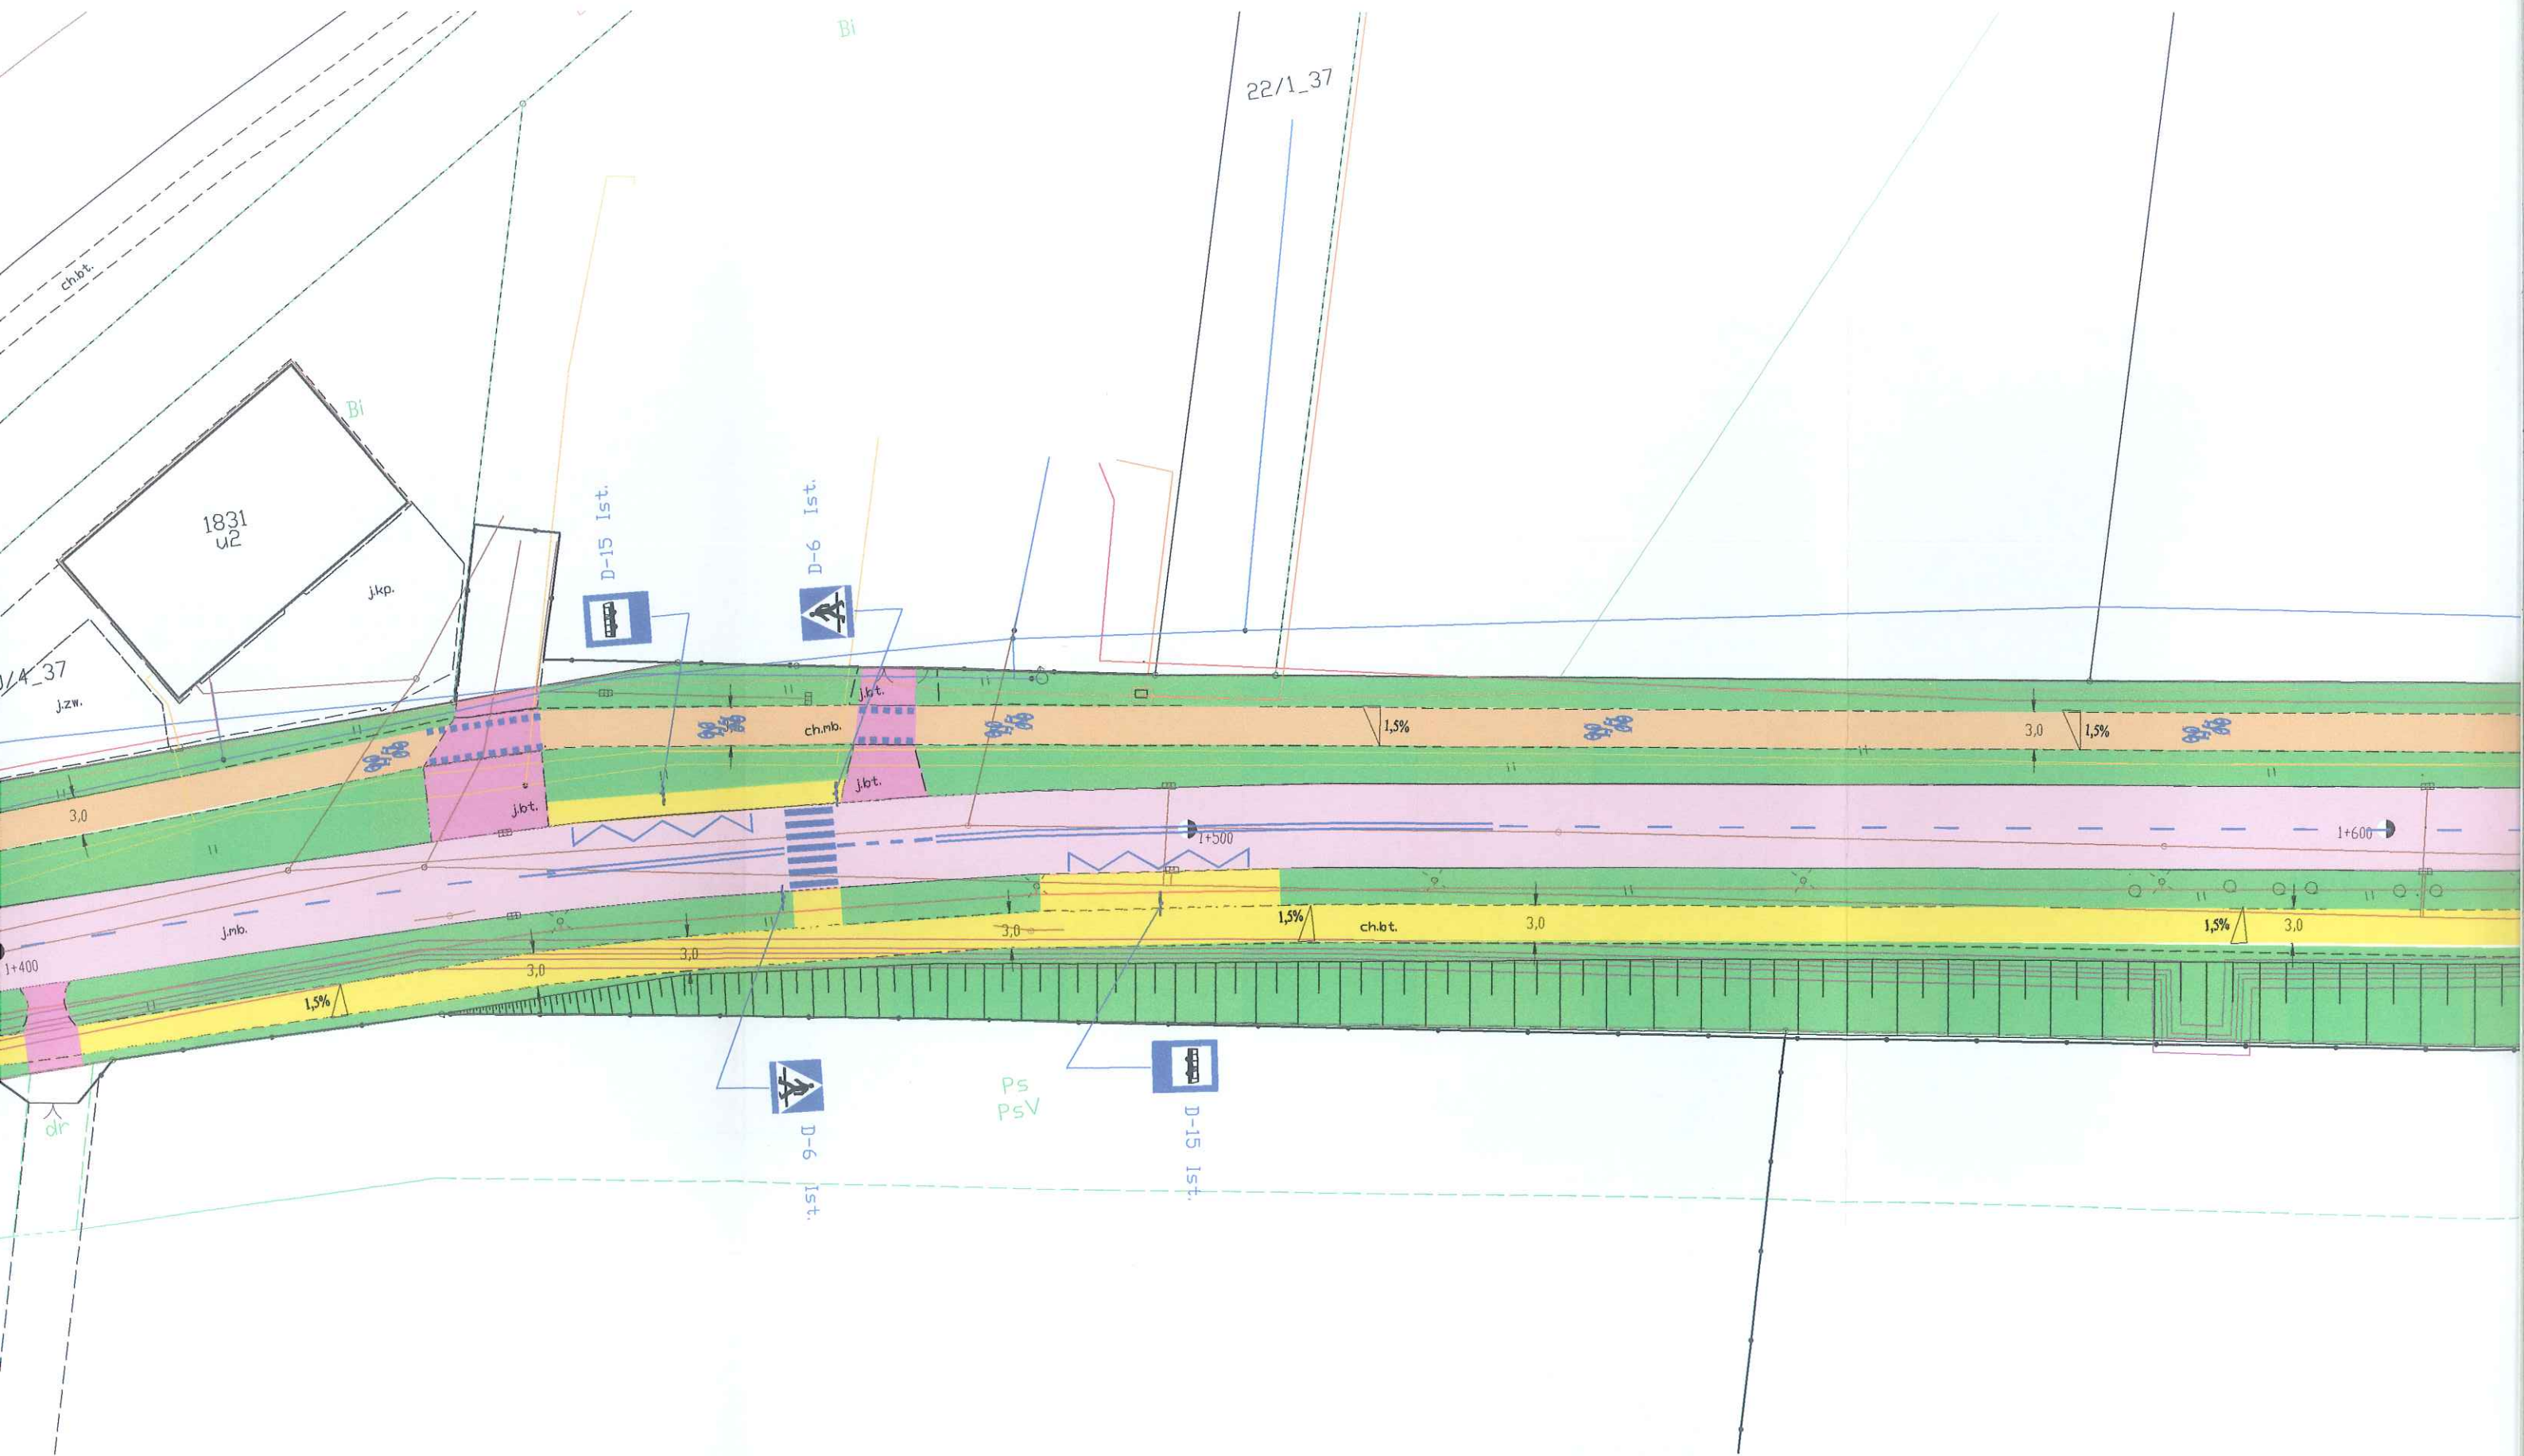 Bi
22/1_37
ch.bt.
Bi
1831
u2
j.kp.
D-15 Ist.
D-6 Ist.
/4_37
j.zw.
j.bt.
ch.mb.
1,5%
3,0
1,5%
3,0
j.bt.
j.bt.
1+500
1+600
j.mb.
1+400
3,0
3,0
3,0
1,5%
ch.bt.
3,0
1,5%
3,0
1,5%
dr
Ps
PsV
D-6 Ist.
D-15 Ist.